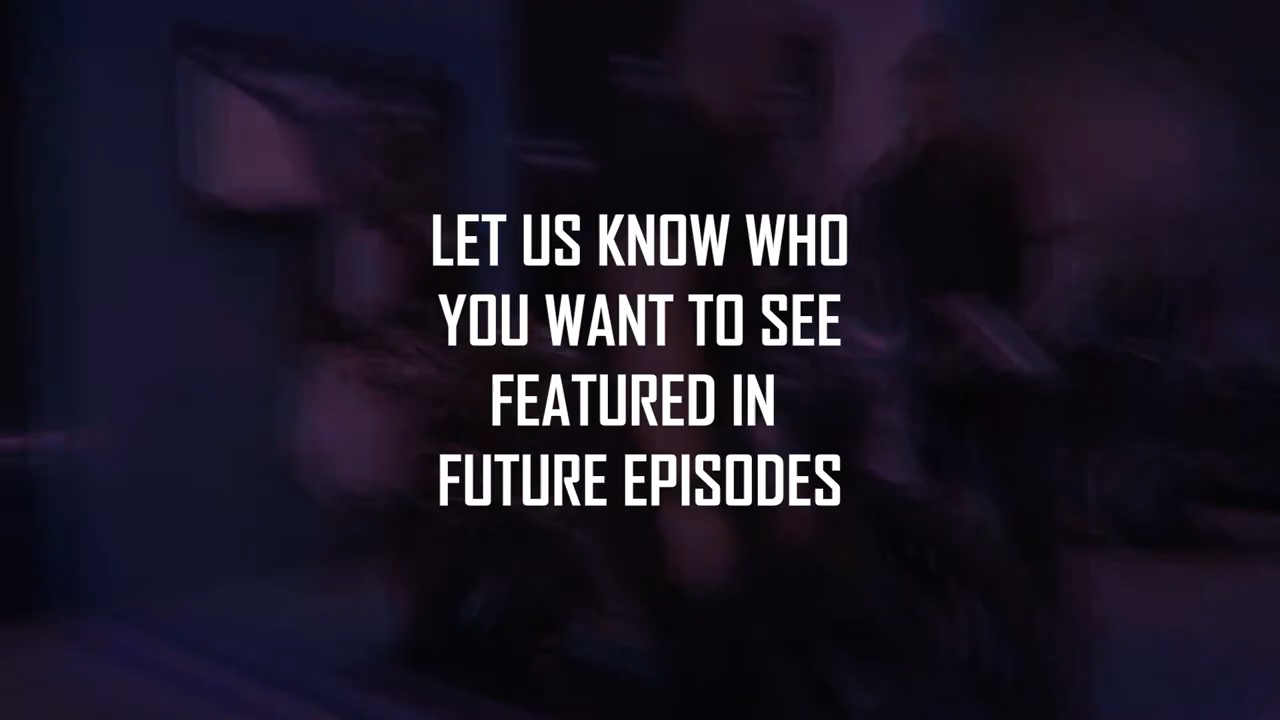 LET US KNOW WHO
YOU WANT TO SEE
FEATURED IN
FUTURE EPISODES